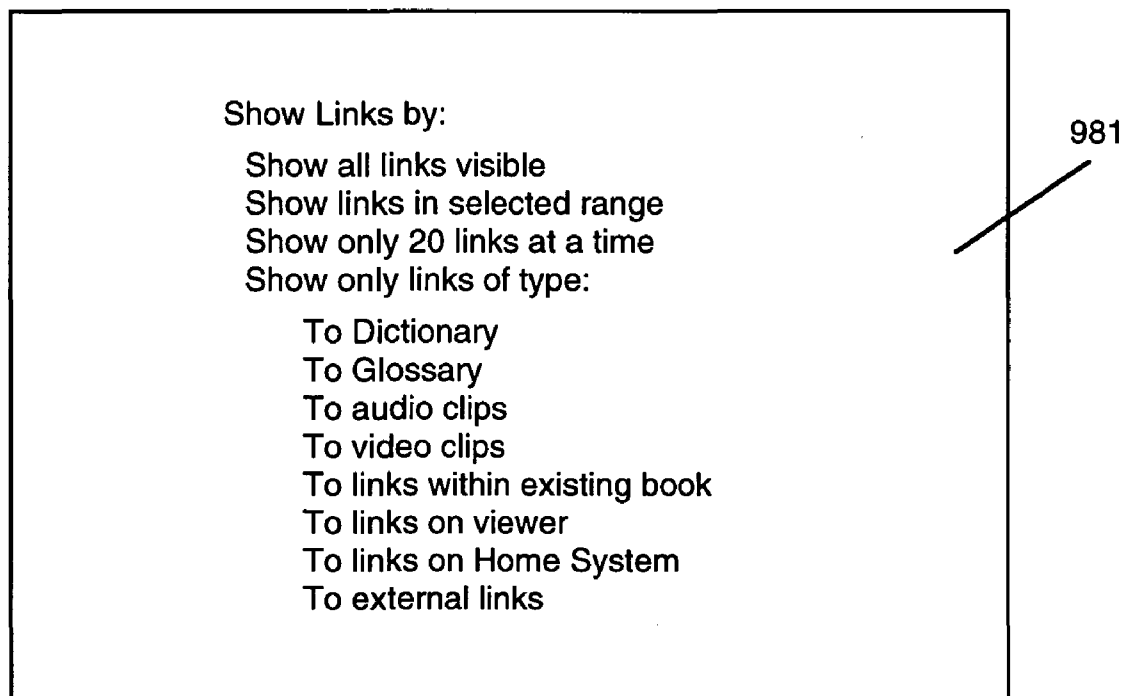 Show Links by:
Show all links visible
Show links in selected range
Show only 20 links at a time
Show only links of type:
To Dictionary
To Glossary
To audio clips
To video clips
To links within existing book
To links on viewer
To links on Home System
To external links
981